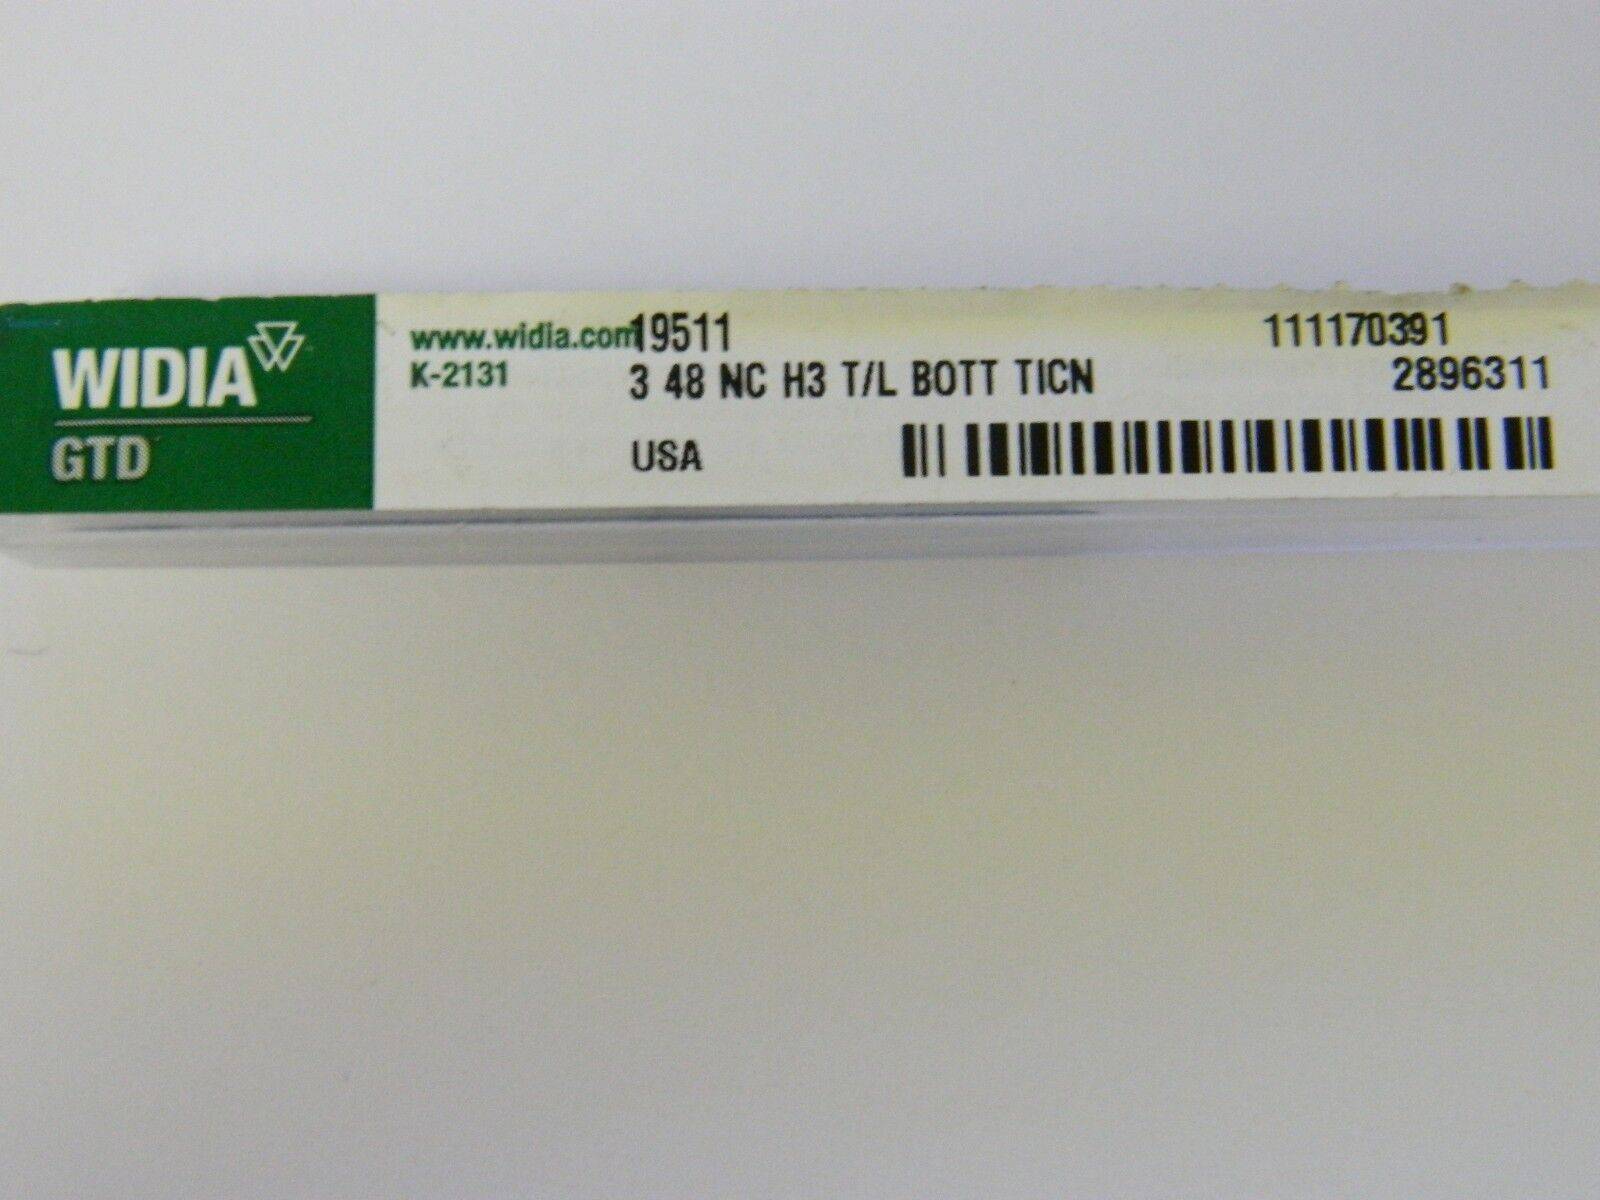 WIDIA
GTD
www.widia.com
K-2131
19511
3 48 NC H3 T/L BOTT TICN
USA
111170391
2896311